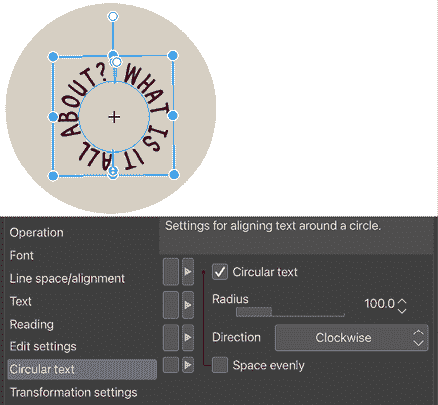 WHAT IS IT ALL ABOUT?
Settings for aligning text around a circle.
Operation
Font
Line space/alignment
Text
Reading
Edit settings
Circular text
Transformation settings
Circular text
Radius 100.0
Direction Clockwise
Space evenly